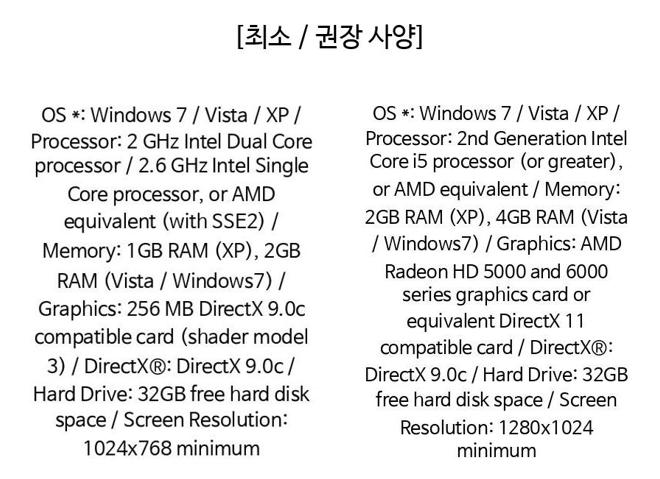 [최소 / 권장 사양]
OS *: Windows 7 / Vista / XP /
Processor: 2 GHz Intel Dual Core
processor / 2.6 GHz Intel Single
Core processor, or AMD
equivalent (with SSE2) /
Memory: 1GB RAM (XP), 2GB
RAM (Vista / Windows7) /
Graphics: 256 MB DirectX 9.0c
compatible card (shader model
3) / DirectX®: DirectX 9.0c /
Hard Drive: 32GB free hard disk
space / Screen Resolution:
1024x768 minimum
OS *: Windows 7 / Vista / XP /
Processor: 2nd Generation Intel
Core i5 processor (or greater),
or AMD equivalent / Memory:
2GB RAM (XP), 4GB RAM (Vista
/ Windows7) / Graphics: AMD
Radeon HD 5000 and 6000
series graphics card or
equivalent DirectX 11
compatible card / DirectX®:
DirectX 9.0c / Hard Drive: 32GB
free hard disk space / Screen
Resolution: 1280x1024
minimum